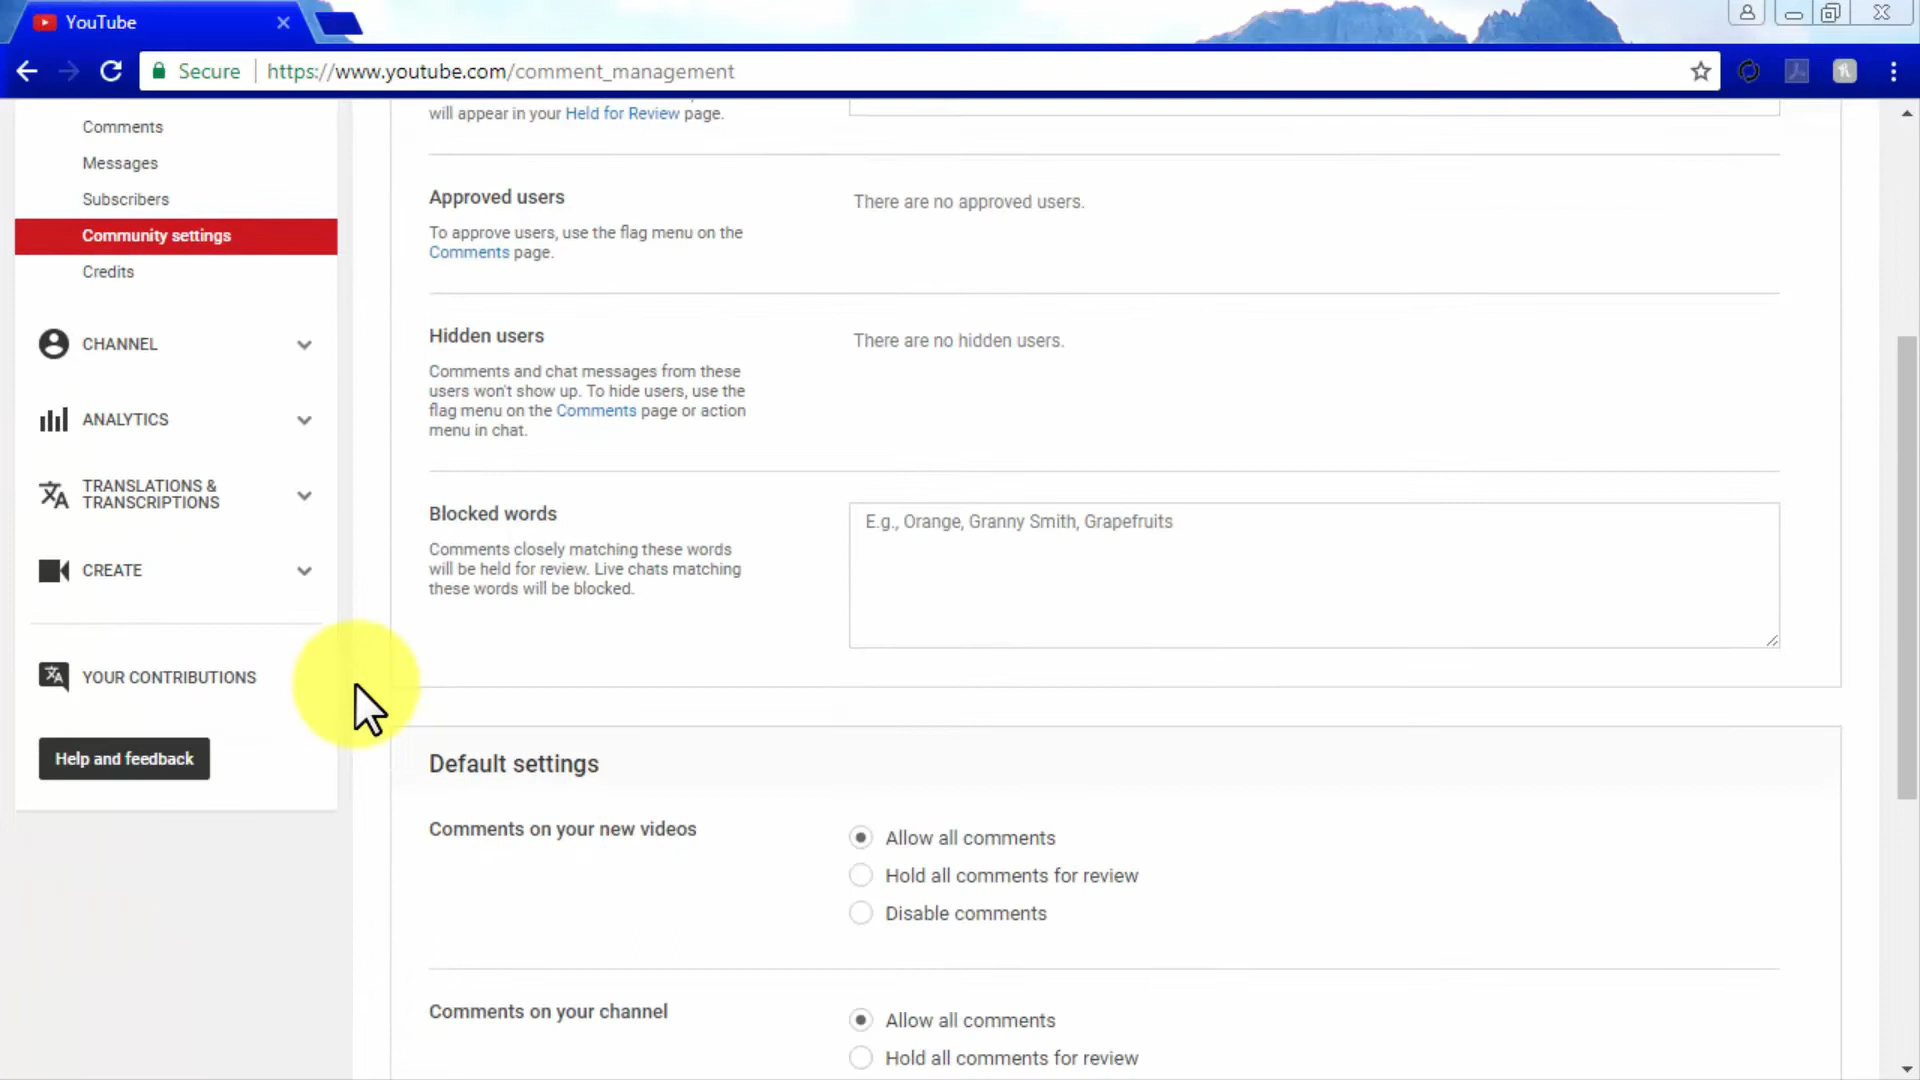 YouTube
Secure https://www.youtube.com/comment_management
Comments
Messages
Subscribers
Community settings
Credits
CHANNEL
ANALYTICS
TRANSLATIONS &
TRANSCRIPTIONS
CREATE
YOUR CONTRIBUTIONS
Help and feedback
will appear in your Held for Review page.
Approved users
There are no approved users.
To approve users, use the flag menu on the
Comments page.
Hidden users
There are no hidden users.
Comments and chat messages from these
users won't show up. To hide users, use the
flag menu on the Comments page or action
menu in chat.
Blocked words
E.g., Orange, Granny Smith, Grapefruits
Comments closely matching these words
will be held for review. Live chats matching
these words will be blocked.
Default settings
Comments on your new videos
Allow all comments
Hold all comments for review
Disable comments
Comments on your channel
Allow all comments
Hold all comments for review